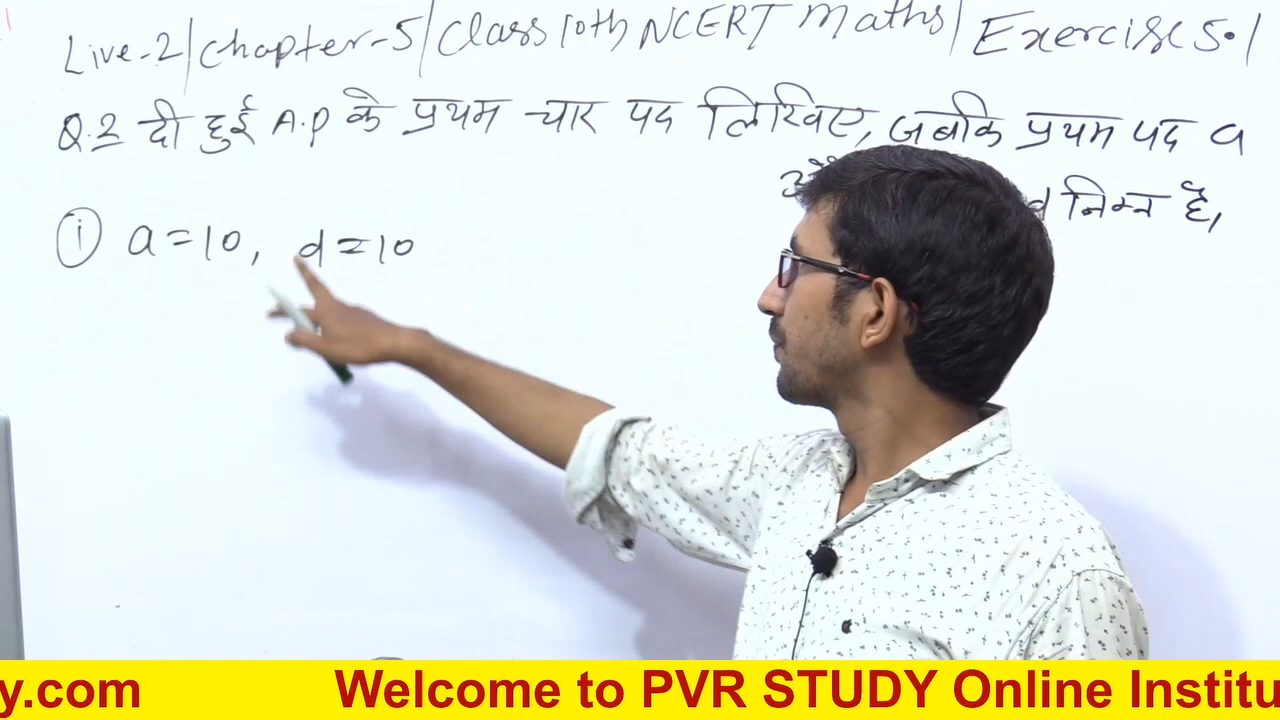 Live-2/Chapter-5/Class 10th NCERT Maths/Exercise 5.1
Q.2 दी हुई A.P के प्रथम चार पद लिखिए, जबकि प्रथम पद a
निम्न है,
i a=10, d=10
y.com Welcome to PVR STUDY Online Institu